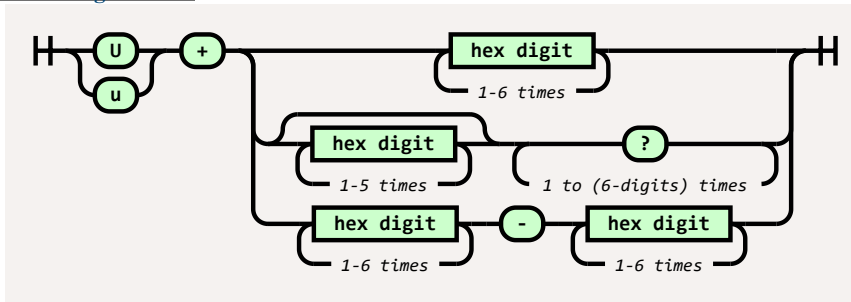 U + hex digit
u
1-6 times
hex digit ?
1-5 times 1 to (6-digits) times
hex digit - hex digit
1-6 times 1-6 times